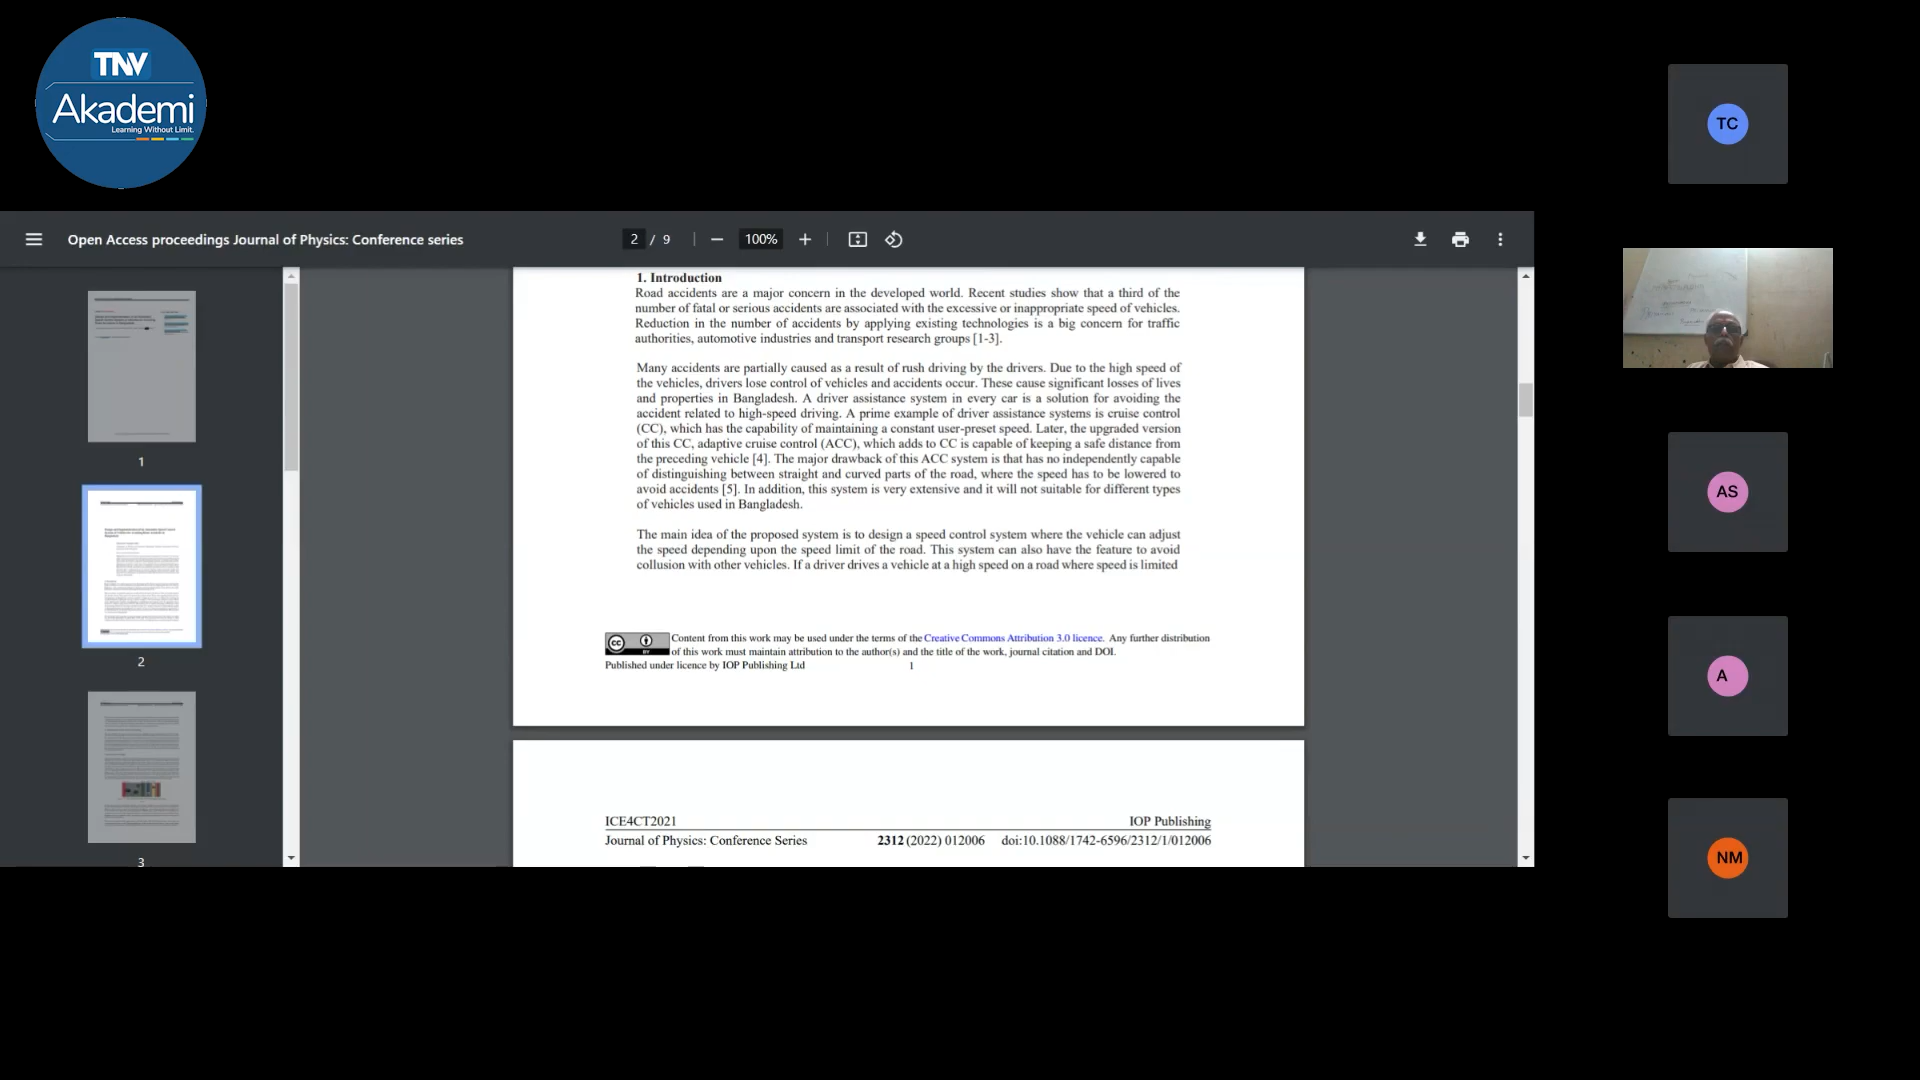 TNV
Akademi
Learning Without Limit.
TC
Open Access proceedings Journal of Physics: Conference series
2 / 9
100%
1
2
3
1. Introduction
Road accidents are a major concern in the developed world. Recent studies show that a third of the
number of fatal or serious accidents are associated with the excessive or inappropriate speed of vehicles.
Reduction in the number of accidents by applying existing technologies is a big concern for traffic
authorities, automotive industries and transport research groups [1-3].
Many accidents are partially caused as a result of rush driving by the drivers. Due to the high speed of
the vehicles, drivers lose control of vehicles and accidents occur. These cause significant losses of lives
and properties in Bangladesh. A driver assistance system in every car is a solution for avoiding the
accident related to high-speed driving. A prime example of driver assistance systems is cruise control
(CC), which has the capability of maintaining a constant user-preset speed. Later, the upgraded version
of this CC, adaptive cruise control (ACC), which adds to CC is capable of keeping a safe distance from
the preceding vehicle [4]. The major drawback of this ACC system is that has no independently capable
of distinguishing between straight and curved parts of the road, where the speed has to be lowered to
avoid accidents [5]. In addition, this system is very extensive and it will not suitable for different types
of vehicles used in Bangladesh.
The main idea of the proposed system is to design a speed control system where the vehicle can adjust
the speed depending upon the speed limit of the road. This system can also have the feature to avoid
collusion with other vehicles. If a driver drives a vehicle at a high speed on a road where speed is limited
cc
BY
Content from this work may be used under the terms of the Creative Commons Attribution 3.0 licence. Any further distribution
of this work must maintain attribution to the author(s) and the title of the work, journal citation and DOI.
Published under licence by IOP Publishing Ltd 1
ICE4CT2021 IOP Publishing
Journal of Physics: Conference Series 2312 (2022) 012006 doi:10.1088/1742-6596/2312/1/012006
AS
A
NM